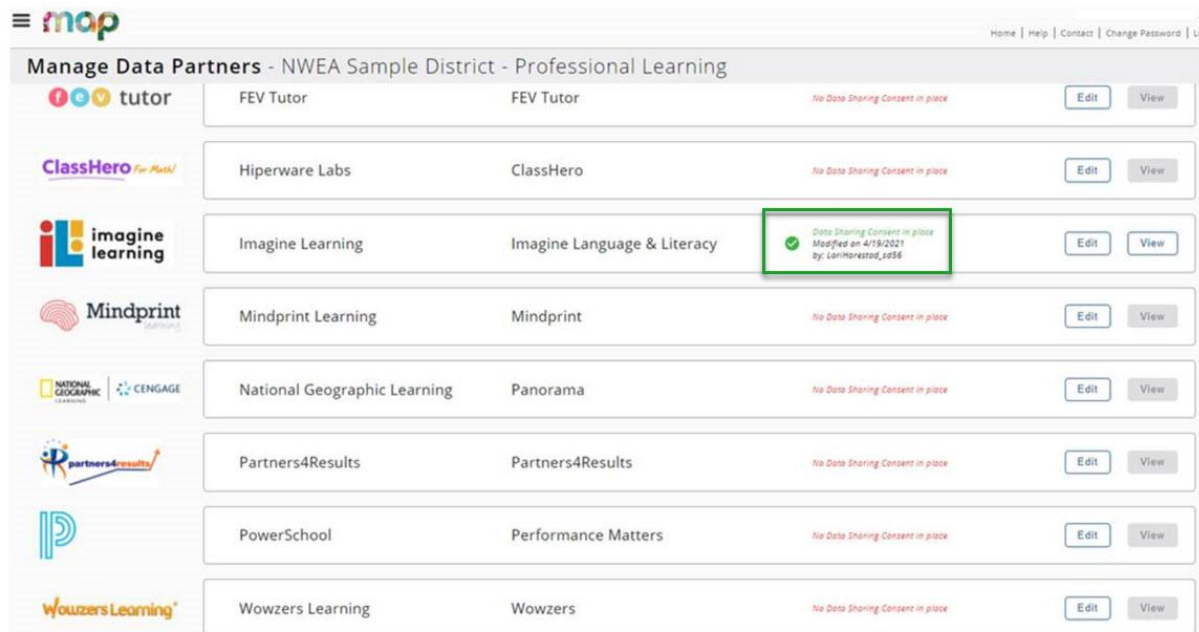 map
Home | Help | Contact | Change Password | L
Manage Data Partners - NWEA Sample District - Professional Learning
fev tutor FEV Tutor FEV Tutor No Data Sharing Consent in place Edit View
ClassHero For Math! Hiperware Labs ClassHero No Data Sharing Consent in place Edit View
imagine
learning
Imagine Learning Imagine Language & Literacy
Data Sharing Consent in place
Modified on 4/19/2021
by: LoriHarestad_sd56
Edit View
Mindprint
learning
Mindprint Learning Mindprint No Data Sharing Consent in place Edit View
NATIONAL
GEOGRAPHIC
LEARNING
CENGAGE
National Geographic Learning Panorama No Data Sharing Consent in place Edit View
partners4results Partners4Results Partners4Results No Data Sharing Consent in place Edit View
PowerSchool Performance Matters No Data Sharing Consent in place Edit View
Wowzers Learning Wowzers Learning Wowzers No Data Sharing Consent in place Edit View